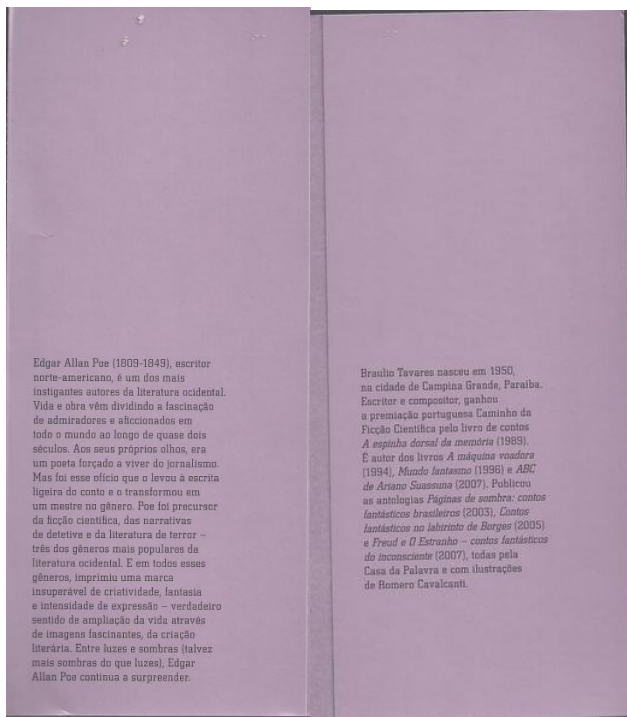 Edgar Allan Poe (1809-1849), escritor
norte-americano, é um dos mais
instigantes autores da literatura ocidental.
Vida e obra vêm dividindo a fascinação
de admiradores e aficcionados em
todo o mundo ao longo de quase dois
séculos. Aos seus próprios olhos, era
um poeta forçado a viver do jornalismo.
Mas foi esse ofício que o levou à escrita
ligeira do conto e o transformou em
um mestre no gênero. Poe foi precursor
da ficção científica, das narrativas
de detetive e da literatura de terror –
três dos gêneros mais populares da
literatura ocidental. E em todos esses
gêneros, imprimiu uma marca
insuperável de criatividade, fantasia
e intensidade de expressão – verdadeiro
sentido de ampliação da vida através
de imagens fascinantes, da criação
literária. Entre luzes e sombras (talvez
mais sombras do que luzes), Edgar
Allan Poe continua a surpreender.
Braulio Tavares nasceu em 1950,
na cidade de Campina Grande, Paraíba.
Escritor e compositor, ganhou
a premiação portuguesa Caminho da
Ficção Científica pelo livro de contos
A espinha dorsal da memória (1989).
É autor dos livros A máquina voadora
(1994), Mundo fantasmo (1996) e ABC
de Ariano Suassuna (2007). Publicou
as antologias Páginas de sombra: contos
fantásticos brasileiros (2003), Contos
fantásticos no labirinto de Borges (2005)
e Freud e O Estranho – contos fantásticos
do inconsciente (2007), todas pela
Casa da Palavra e com ilustrações
de Romero Cavalcanti.